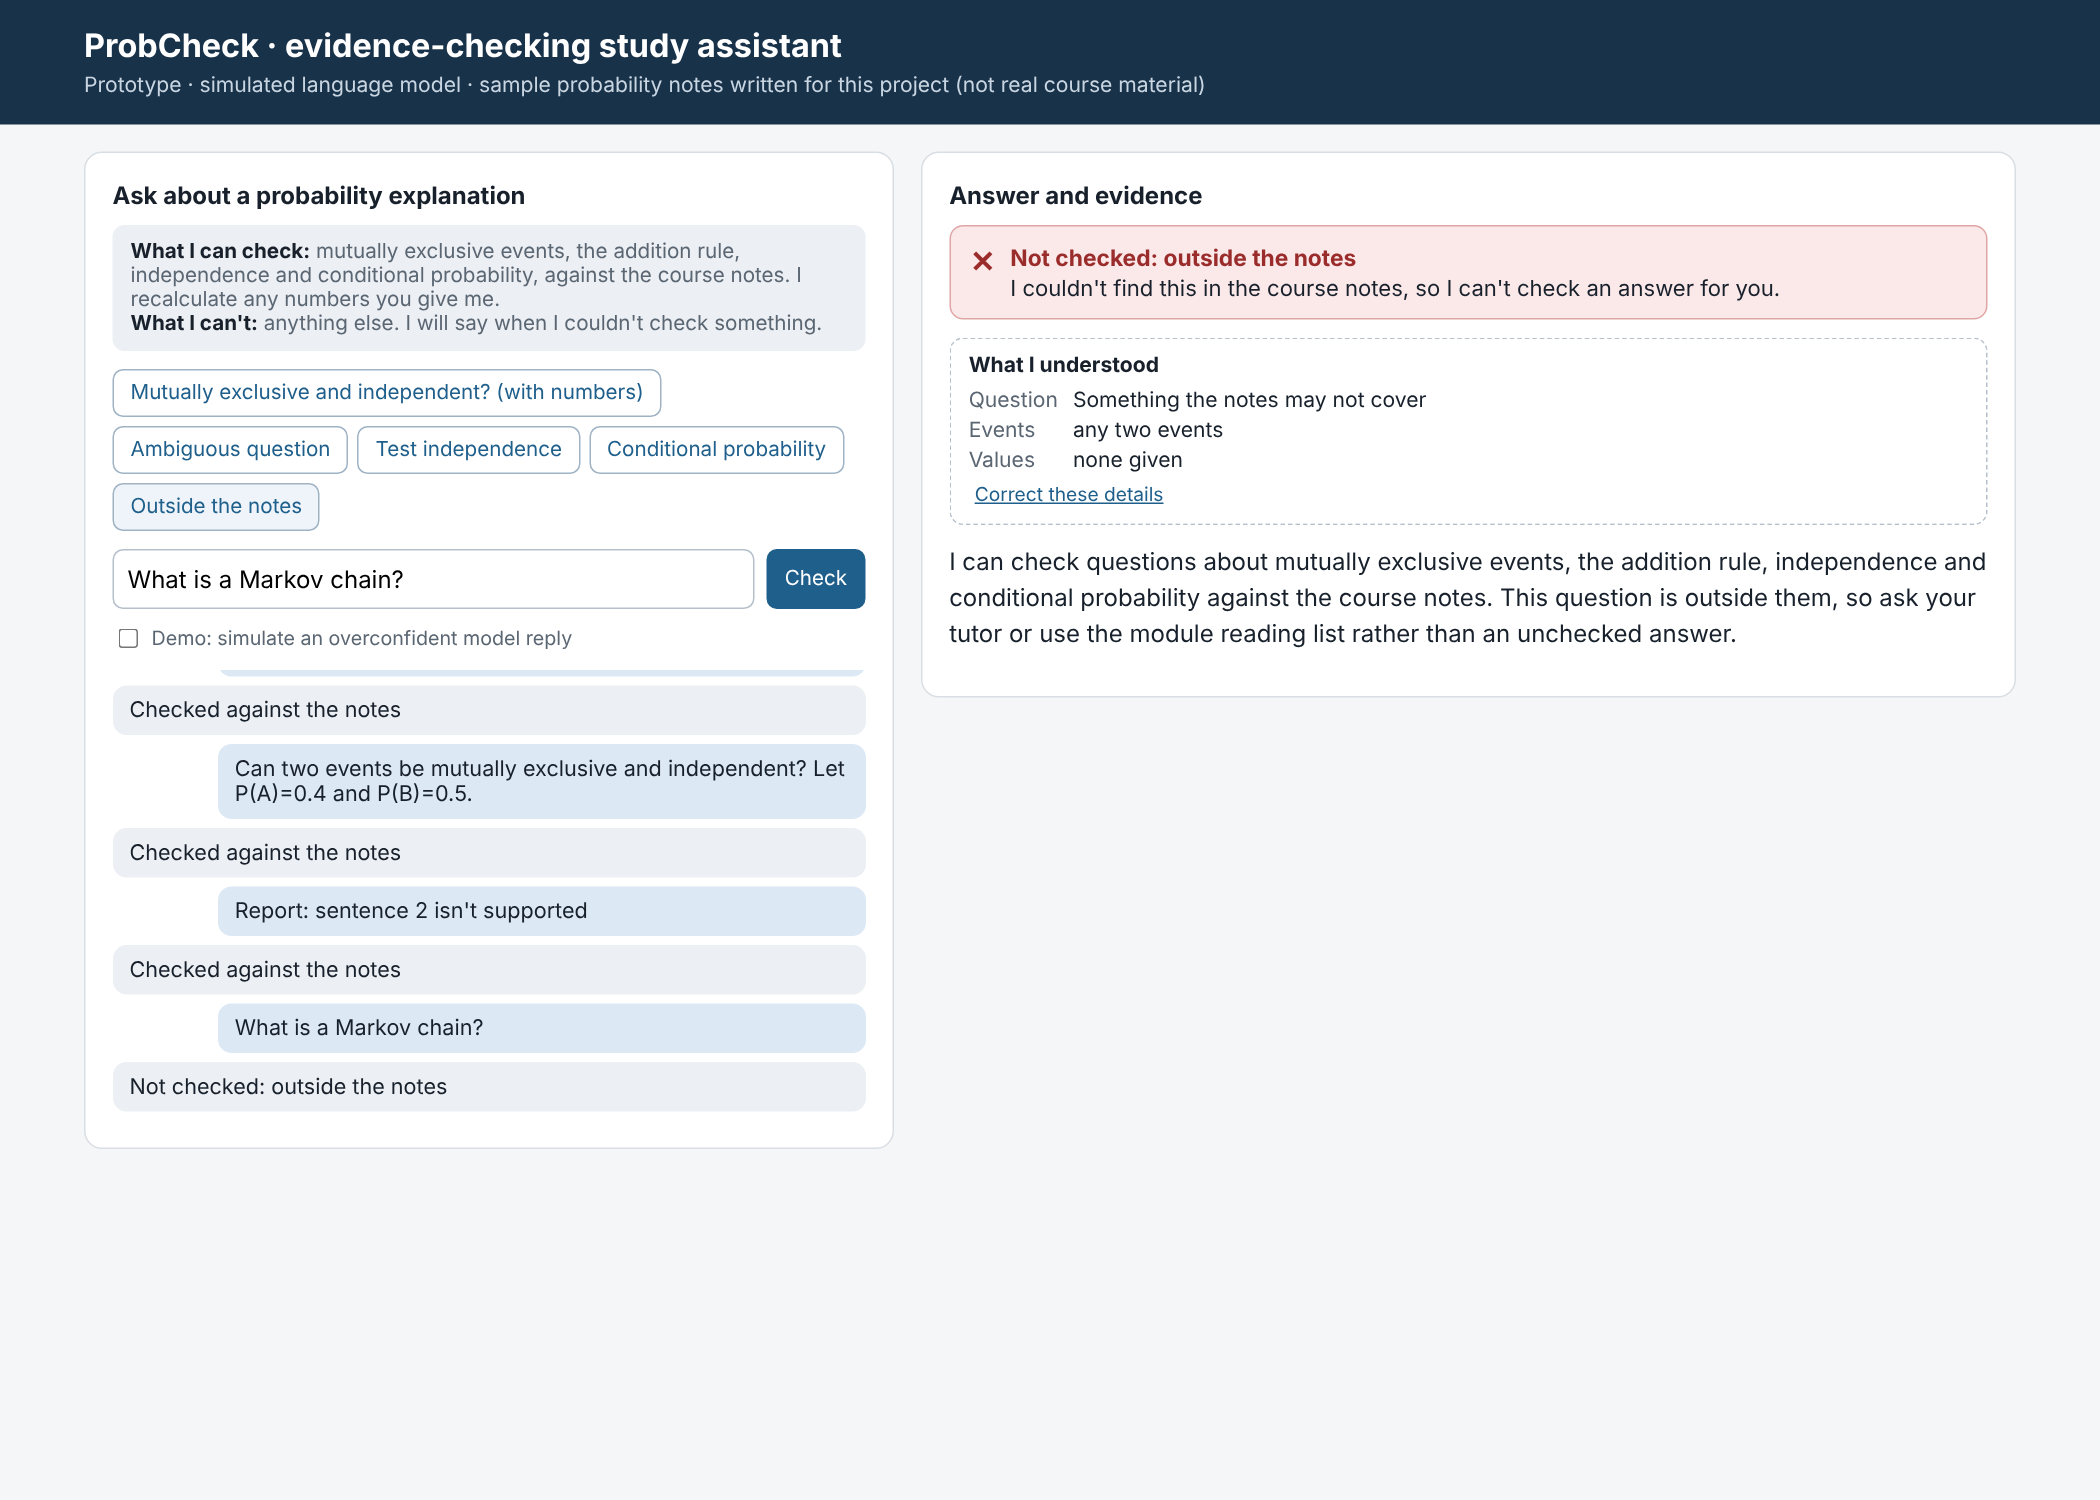 ProbCheck · evidence-checking study assistant
Prototype · simulated language model · sample probability notes written for this project (not real course material)
Ask about a probability explanation
What I can check: mutually exclusive events, the addition rule,
independence and conditional probability, against the course notes. I
recalculate any numbers you give me.
What I can't: anything else. I will say when I couldn't check something.
Mutually exclusive and independent? (with numbers)
Ambiguous question
Test independence
Conditional probability
Outside the notes
What is a Markov chain?
Check
Demo: simulate an overconfident model reply
Checked against the notes
Can two events be mutually exclusive and independent? Let
P(A)=0.4 and P(B)=0.5.
Checked against the notes
Report: sentence 2 isn't supported
Checked against the notes
What is a Markov chain?
Not checked: outside the notes
Answer and evidence
✕ Not checked: outside the notes
I couldn't find this in the course notes, so I can't check an answer for you.
What I understood
Question Something the notes may not cover
Events any two events
Values none given
Correct these details
I can check questions about mutually exclusive events, the addition rule, independence and
conditional probability against the course notes. This question is outside them, so ask your
tutor or use the module reading list rather than an unchecked answer.